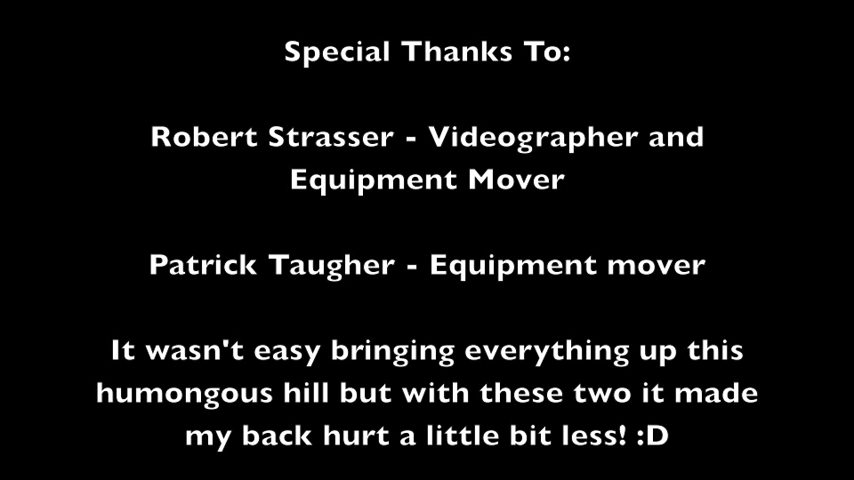 Special Thanks To:
Robert Strasser - Videographer and
Equipment Mover
Patrick Taugher - Equipment mover
It wasn't easy bringing everything up this
humongous hill but with these two it made
my back hurt a little bit less! :D